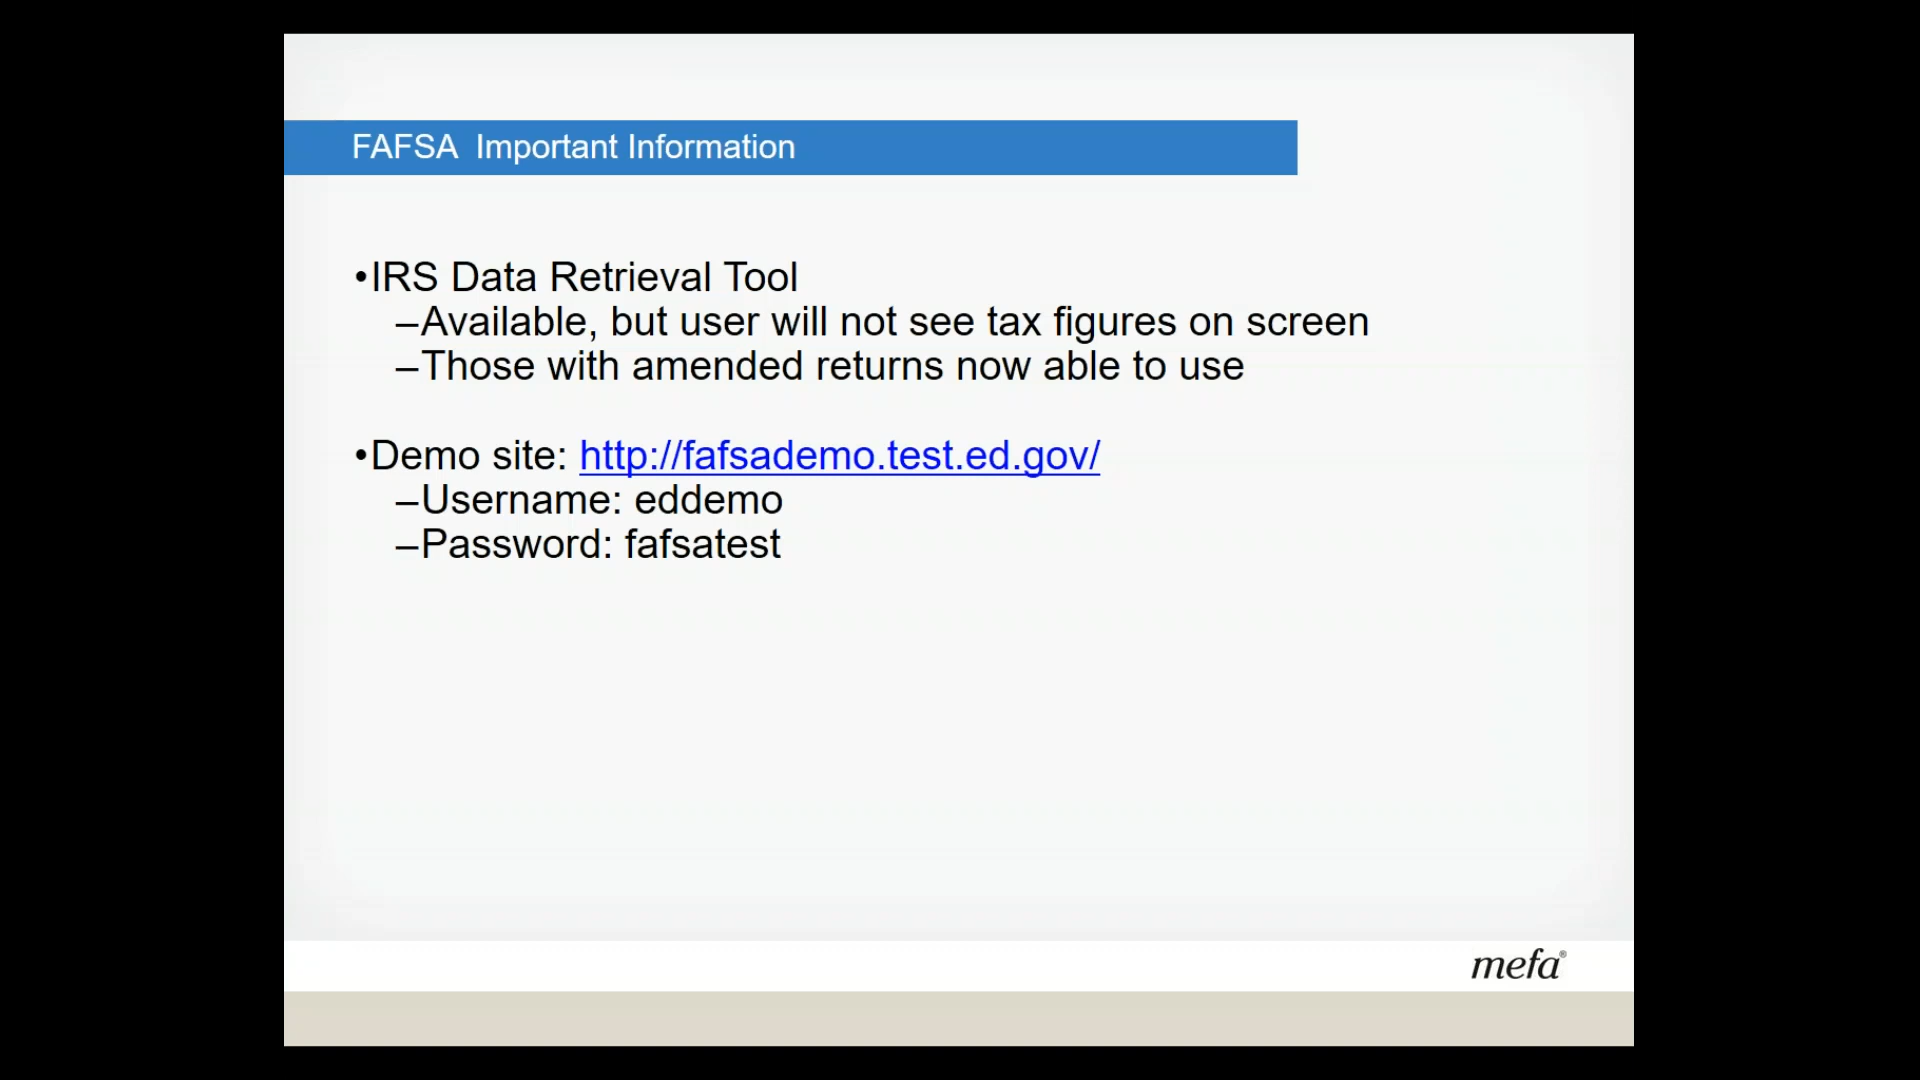 FAFSA  Important Information
•IRS Data Retrieval Tool
–Available, but user will not see tax figures on screen
–Those with amended returns now able to use
•Demo site: http://fafsademo.test.ed.gov/
–Username: eddemo
–Password: fafsatest
mefa®